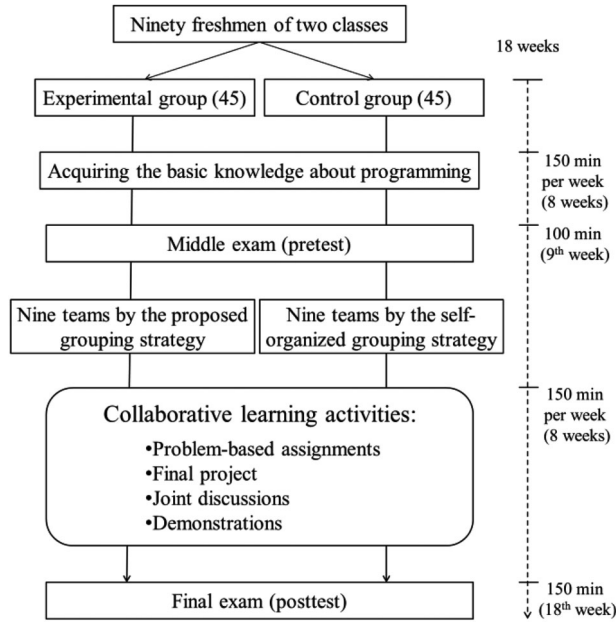 Ninety freshmen of two classes
18 weeks
Experimental group (45)
Control group (45)
Acquiring the basic knowledge about programming
150 min
per week
(8 weeks)
Middle exam (pretest)
100 min
(9th week)
Nine teams by the proposed
grouping strategy
Nine teams by the self-
organized grouping strategy
Collaborative learning activities:
•Problem-based assignments
•Final project
•Joint discussions
•Demonstrations
150 min
per week
(8 weeks)
Final exam (posttest)
150 min
(18th week)